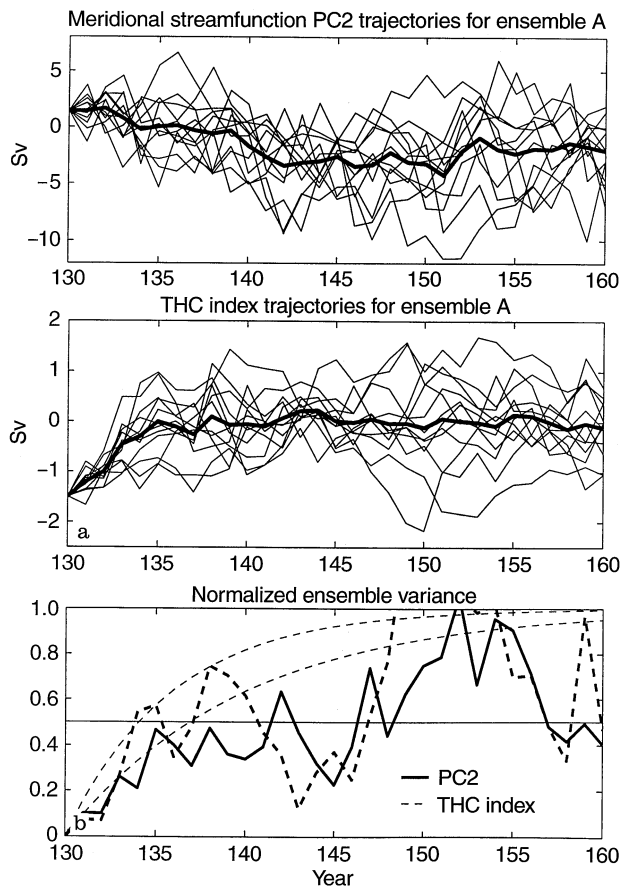 Meridional streamfunction PC2 trajectories for ensemble A
5
0
−5
−10
Sv
130 135 140 145 150 155 160
THC index trajectories for ensemble A
2
1
0
−1
−2
Sv
a
130 135 140 145 150 155 160
Normalized ensemble variance
1.0
0.8
0.6
0.4
0.2
0
b
PC2
THC index
130 135 140 145 150 155 160
Year